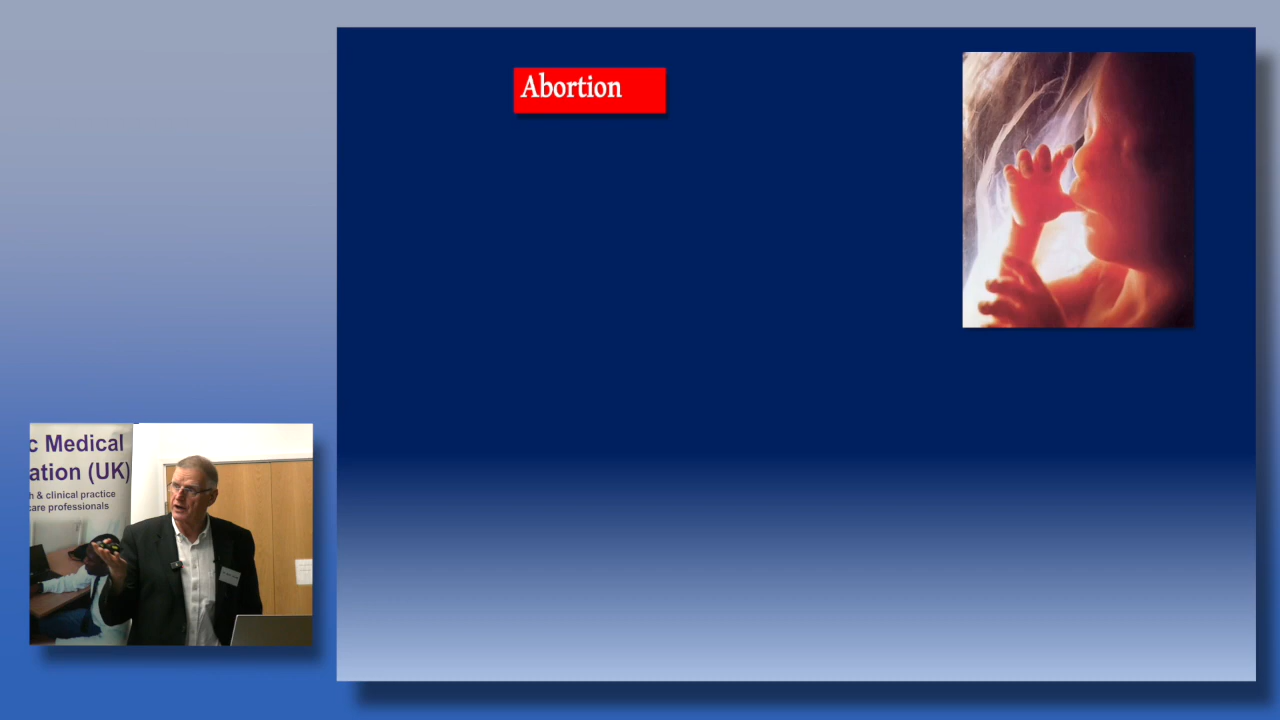 Abortion
c Medical
ation (UK)
h & clinical practice
care professionals